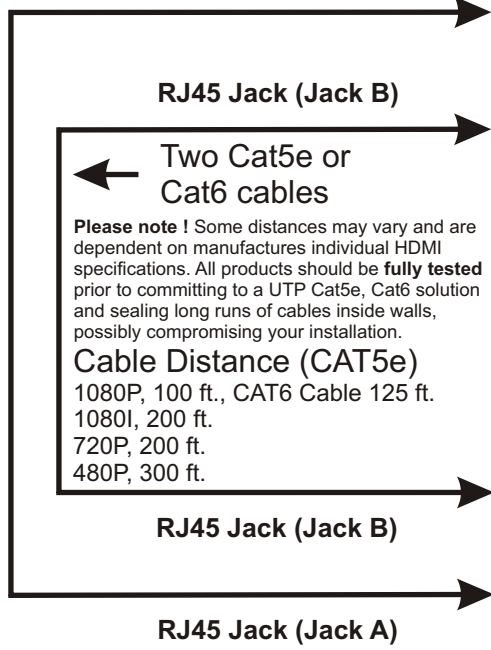 RJ45 Jack (Jack B)
Two Cat5e or
Cat6 cables
Please note ! Some distances may vary and are
dependent on manufactures individual HDMI
specifications. All products should be fully tested
prior to committing to a UTP Cat5e, Cat6 solution
and sealing long runs of cables inside walls,
possibly compromising your installation.
Cable Distance (CAT5e)
1080P, 100 ft., CAT6 Cable 125 ft.
1080I, 200 ft.
720P, 200 ft.
480P, 300 ft.
RJ45 Jack (Jack B)
RJ45 Jack (Jack A)